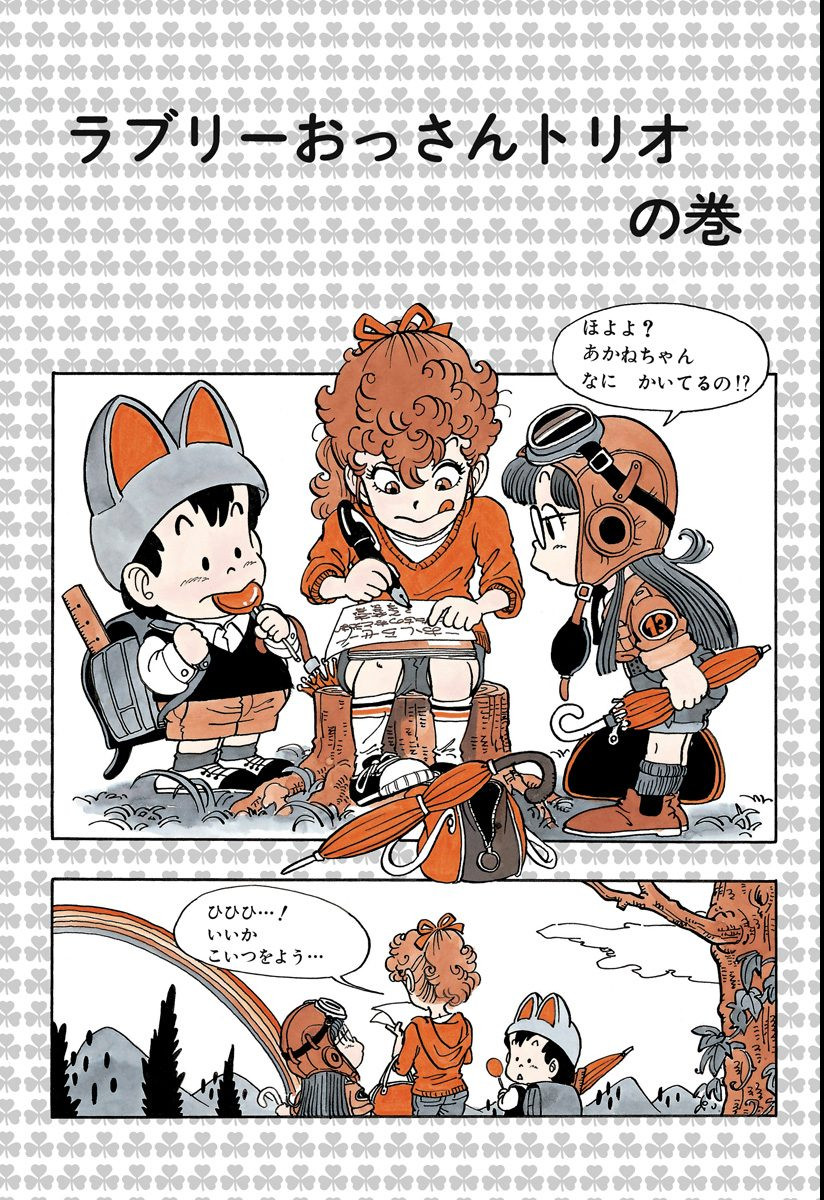 ラブリーおっさんトリオ
の巻
ほよよ？
あかねちゃん
なに かいてるの!?
13
ひひひ…！
いいか
こいつをよう…